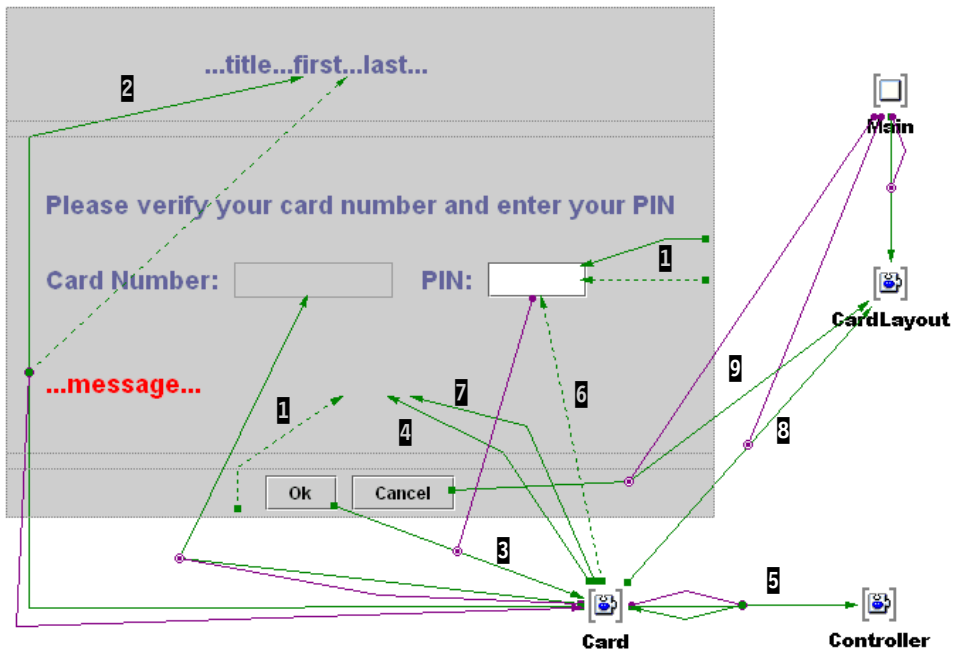 ...title...first...last...
2
Main
Please verify your card number and enter your PIN
1
Card Number:
PIN:
CardLayout
9
...message...
7
6
1
4
8
Ok
Cancel
3
5
Card
Controller